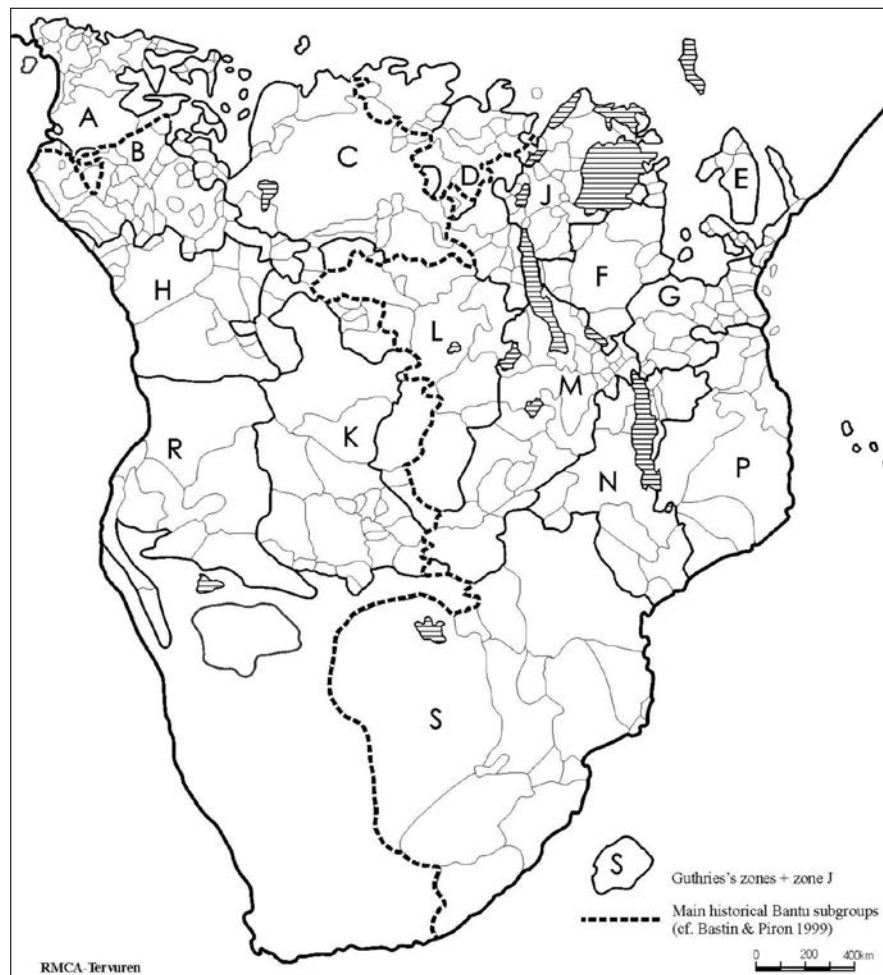 A
B
C
D
E
J
F
H
G
L
M
R
K
N
P
S
S
Guthries's zones + zone J
Main historical Bantu subgroups
(cf. Bastin & Piron 1999)
RMCA-Tervuren
0 200 400km